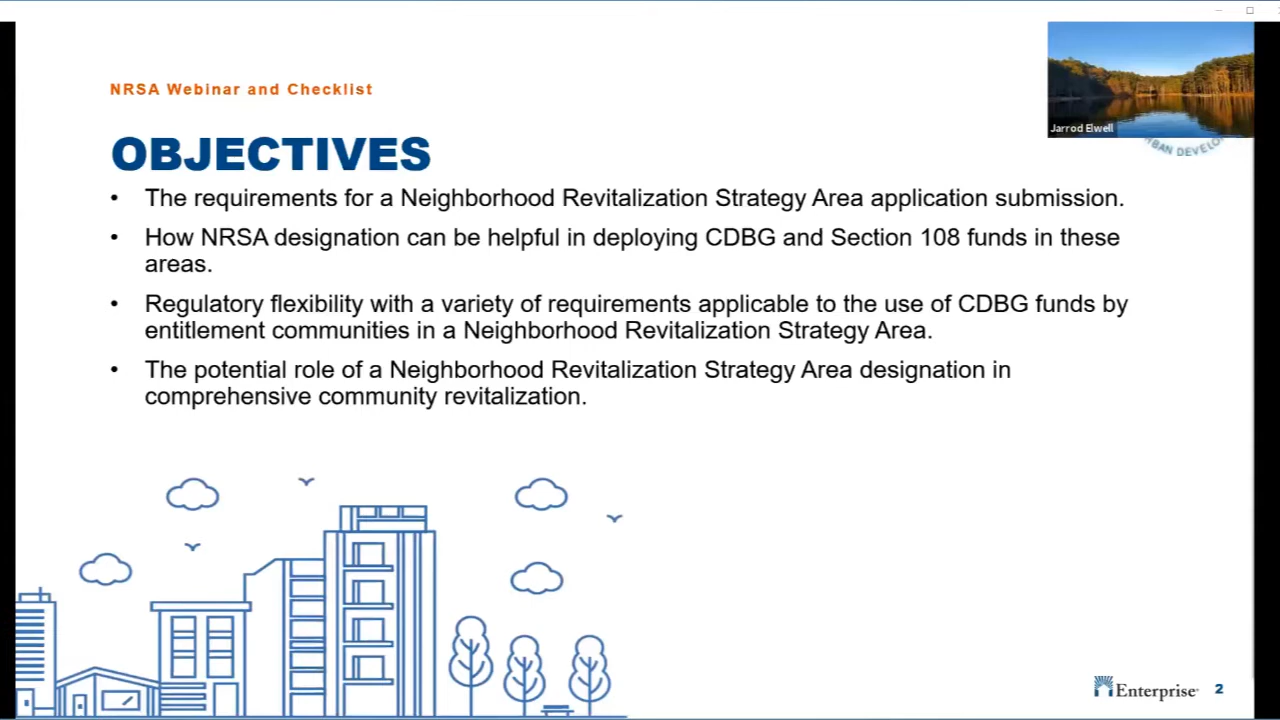 NRSA Webinar and Checklist
Jarrod Elwell
OBJECTIVES
• The requirements for a Neighborhood Revitalization Strategy Area application submission.
• How NRSA designation can be helpful in deploying CDBG and Section 108 funds in these
areas.
• Regulatory flexibility with a variety of requirements applicable to the use of CDBG funds by
entitlement communities in a Neighborhood Revitalization Strategy Area.
• The potential role of a Neighborhood Revitalization Strategy Area designation in
comprehensive community revitalization.
Enterprise 2